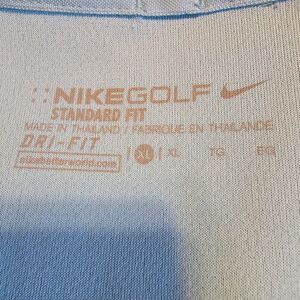 NIKEGOLF
STANDARD FIT
MADE IN THAILAND / FABRIQUE EN THAILANDE
DRI-FIT | XL | XL TG EG
nikebetterworld.com